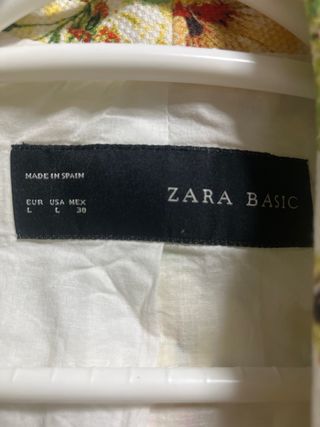 MADE IN SPAIN
EUR USA MEX
L L 30
ZARA BASIC